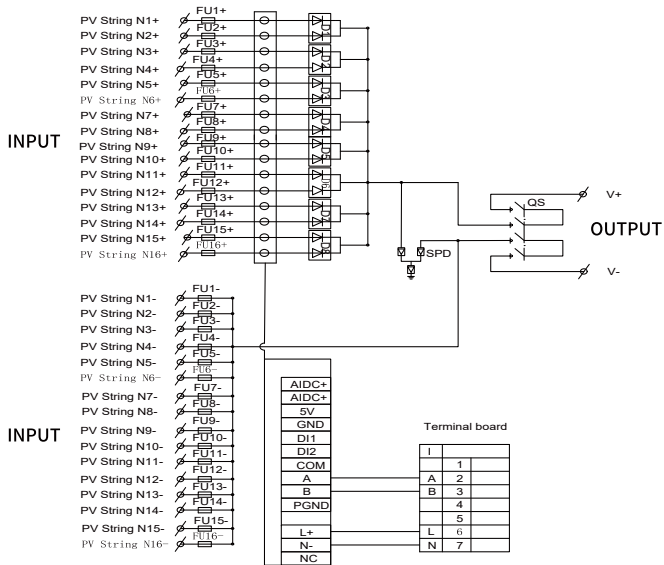 PV String N1+ FU1+
PV String N2+ FU2+
PV String N3+ FU3+
PV String N4+ FU4+
PV String N5+ FU5+
PV String N6+ FU6+
PV String N7+ FU7+
PV String N8+ FU8+
PV String N9+ FU9+
PV String N10+ FU10+
PV String N11+ FU11+
PV String N12+ FU12+
PV String N13+ FU13+
PV String N14+ FU14+
PV String N15+ FU15+
PV String N16+ FU16+
INPUT
D1
D2
D3
D4
D5
D6
D8
SPD
QS
V+
OUTPUT
V-
PV String N1- FU1-
PV String N2- FU2-
PV String N3- FU3-
PV String N4- FU4-
PV String N5- FU5-
PV String N6- FU6-
PV String N7- FU7-
PV String N8- FU8-
PV String N9- FU9-
PV String N10- FU10-
PV String N11- FU11-
PV String N12- FU12-
PV String N13- FU13-
PV String N14- FU14-
PV String N15- FU15-
PV String N16- FU16-
INPUT
AIDC+
AIDC+
5V
GND
DI1
DI2
COM
A
B
PGND
L+
N-
NC
Terminal board
I
1
A 2
B 3
4
5
L 6
N 7